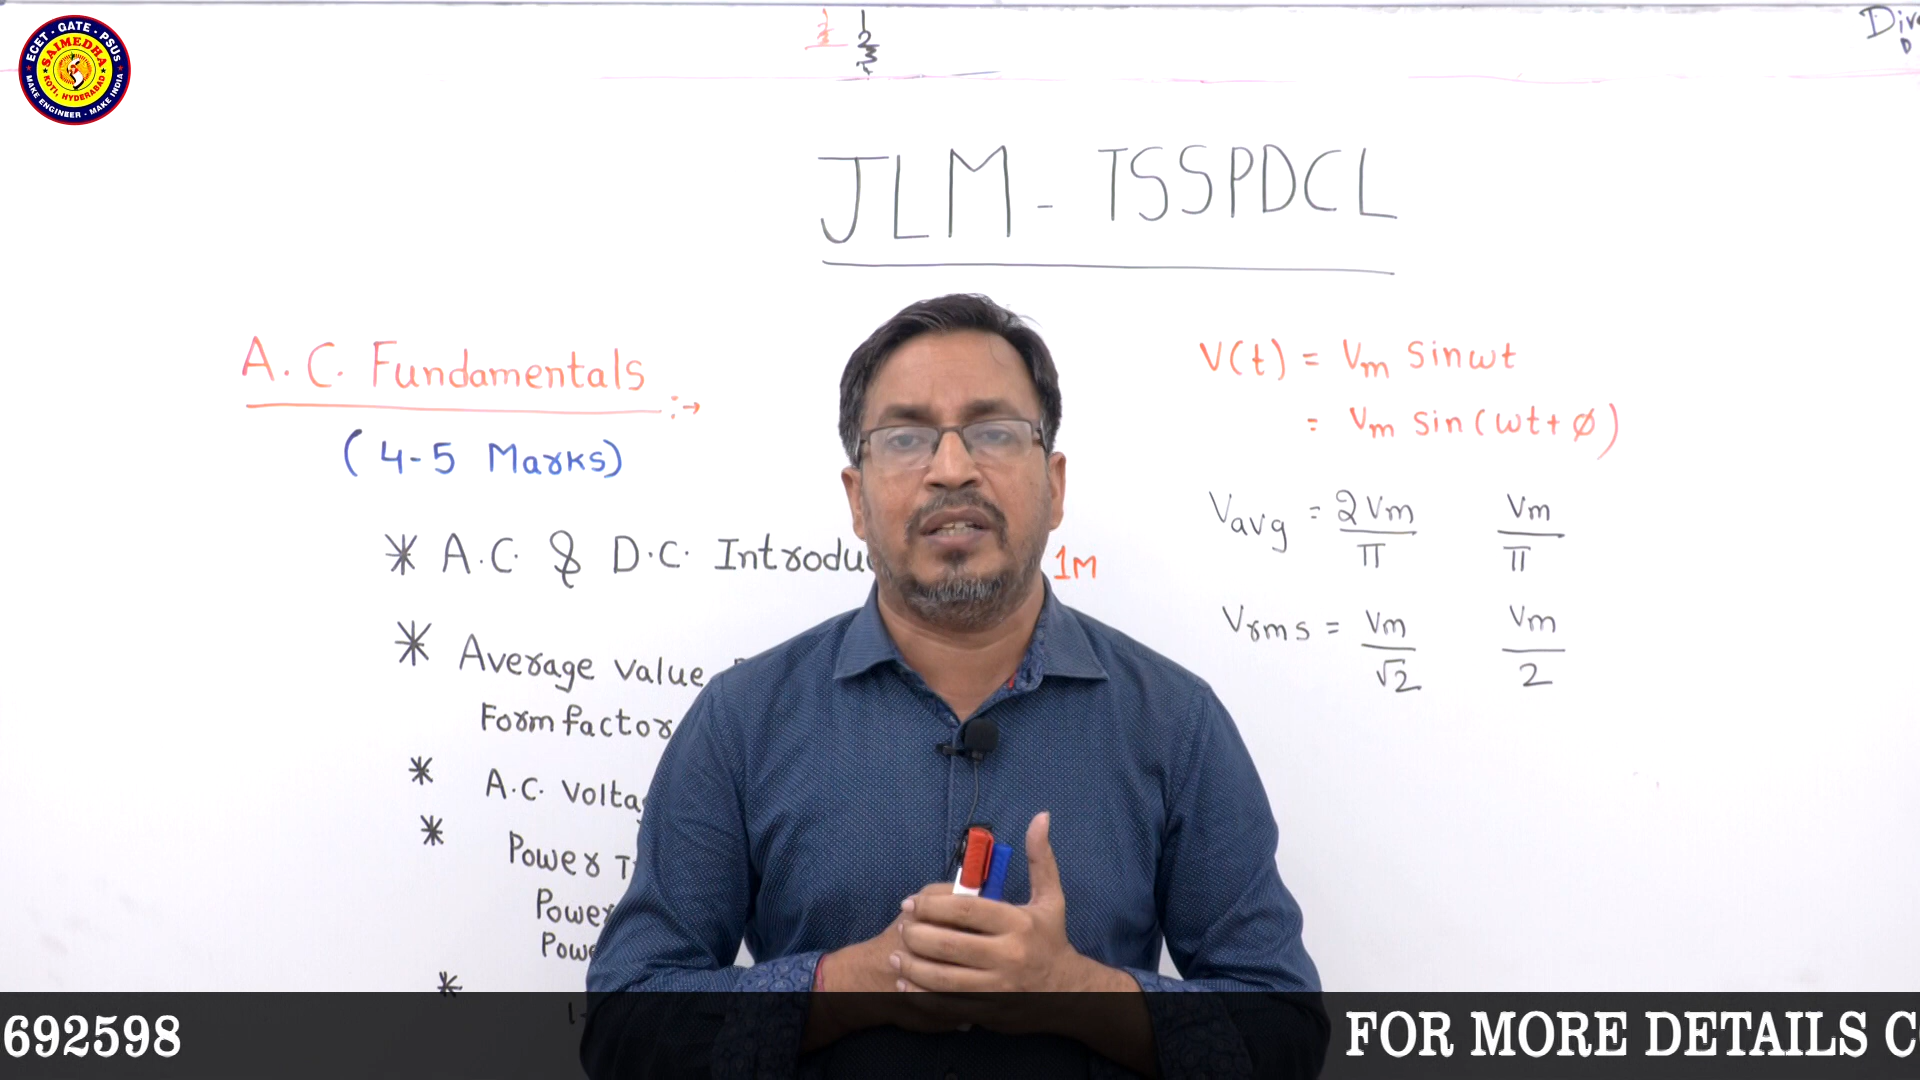 ECET - GATE - PSUS
SAIMEDHA
KOTI, HYDERABAD
MAKE ENGINEER - MAKE INDIA
JLM - TSSPDCL
A.C. Fundamentals :→
(4-5 Marks)
* A.C & D.C. Introduc
1M
* Average value
Form factor
* A.C. Voltag
* Power T
Power
Powe
*
V(t) = Vm Sinωt
= Vm sin(ωt+ø)
Vavg = 2Vm/π Vm/π
Vrms = Vm/√2 Vm/2
692598
FOR MORE DETAILS C